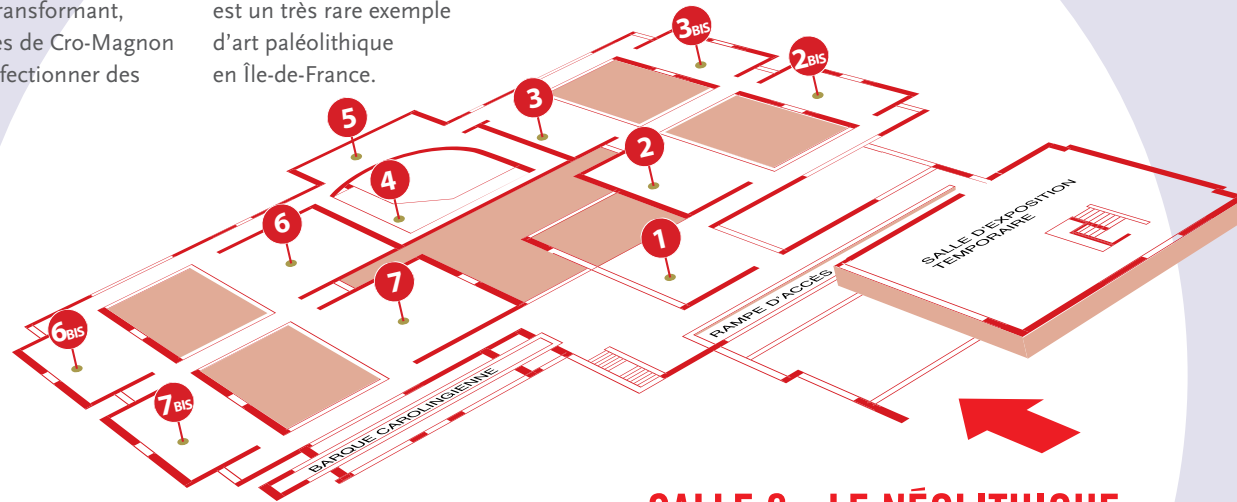 transformant,
es de Cro-Magnon
fectionner des
est un très rare exemple
d'art paléolithique
en Île-de-France.
3BIS
2BIS
3
5
2
4
6
1
7
6BIS
7BIS
SALLE D'EXPOSITION
TEMPORAIRE
RAMPE D'ACCÈS
BARQUE CAROLINGIENNE